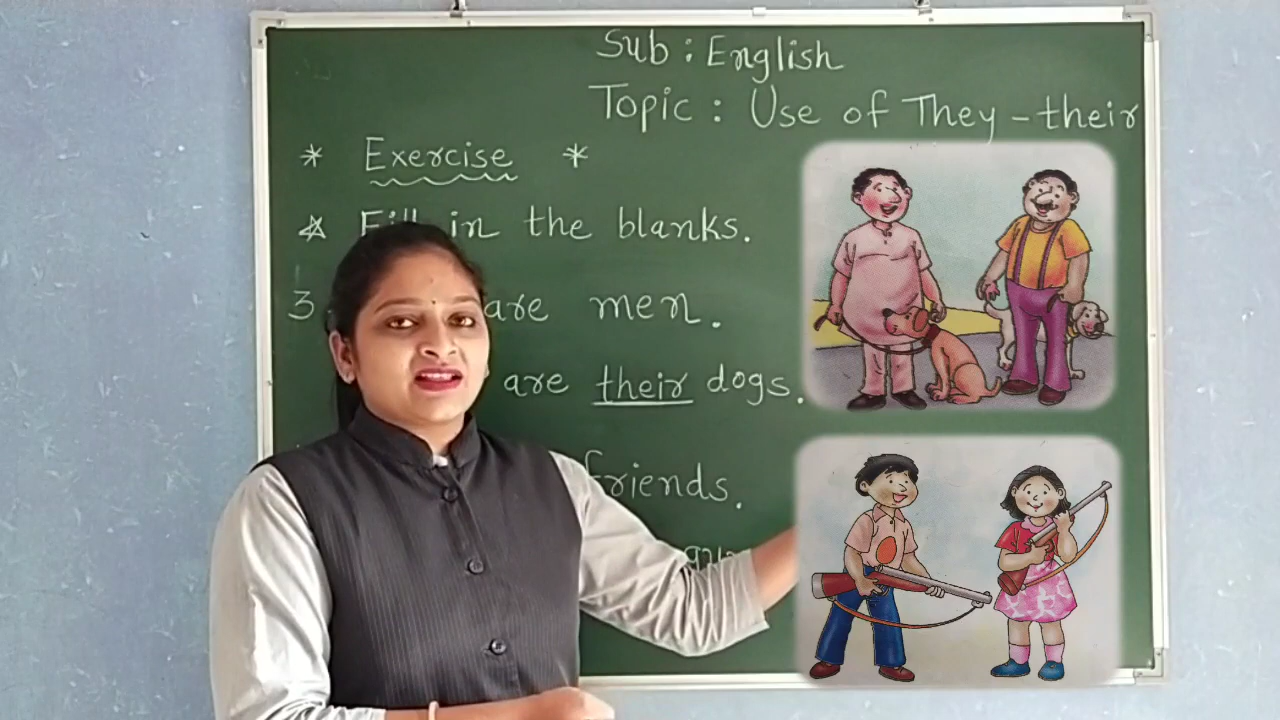 Sub : English
Topic : Use of They - their
* Exercise *
☆ Fill in the blanks.
3 are men.
are their dogs.
friends.